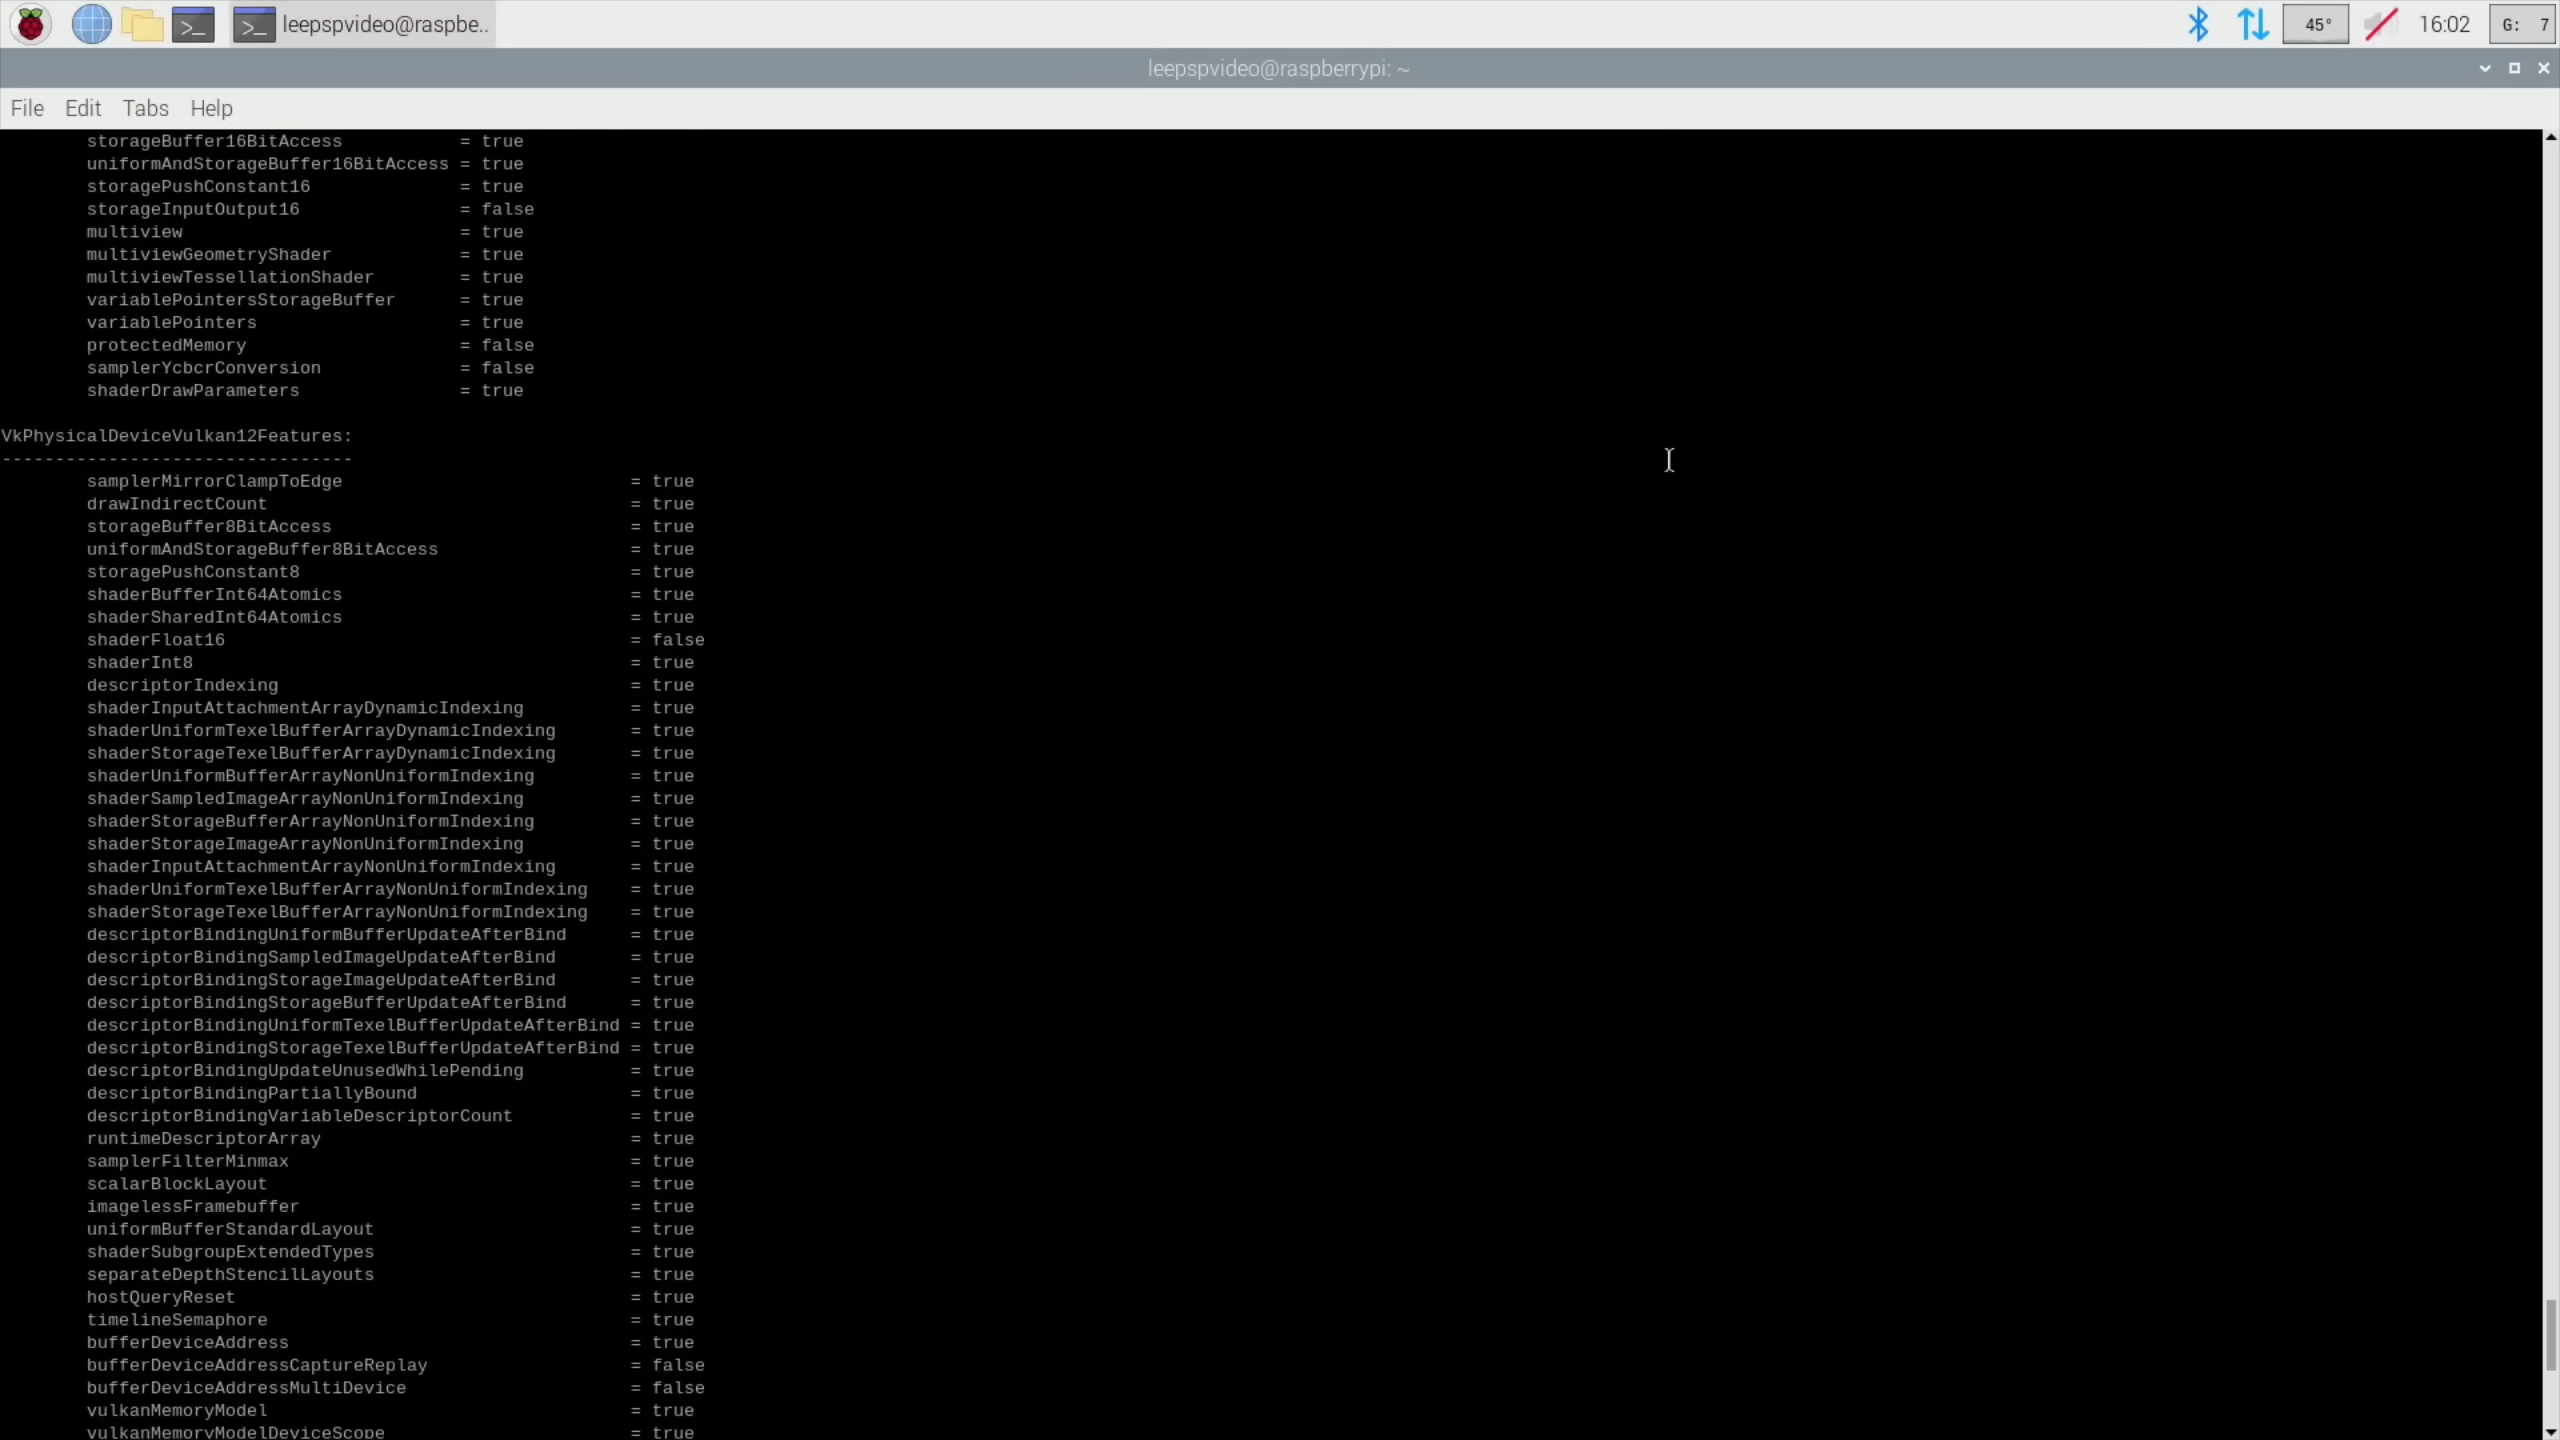 leepspvideo@raspbe..
45°
16:02
G: 7
leepspvideo@raspberrypi: ~
File Edit Tabs Help
storageBuffer16BitAccess = true
uniformAndStorageBuffer16BitAccess = true
storagePushConstant16 = true
storageInputOutput16 = false
multiview = true
multiviewGeometryShader = true
multiviewTessellationShader = true
variablePointersStorageBuffer = true
variablePointers = true
protectedMemory = false
samplerYcbcrConversion = false
shaderDrawParameters = true
VkPhysicalDeviceVulkan12Features:
---------------------------------
samplerMirrorClampToEdge = true
drawIndirectCount = true
storageBuffer8BitAccess = true
uniformAndStorageBuffer8BitAccess = true
storagePushConstant8 = true
shaderBufferInt64Atomics = true
shaderSharedInt64Atomics = true
shaderFloat16 = false
shaderInt8 = true
descriptorIndexing = true
shaderInputAttachmentArrayDynamicIndexing = true
shaderUniformTexelBufferArrayDynamicIndexing = true
shaderStorageTexelBufferArrayDynamicIndexing = true
shaderUniformBufferArrayNonUniformIndexing = true
shaderSampledImageArrayNonUniformIndexing = true
shaderStorageBufferArrayNonUniformIndexing = true
shaderStorageImageArrayNonUniformIndexing = true
shaderInputAttachmentArrayNonUniformIndexing = true
shaderUniformTexelBufferArrayNonUniformIndexing = true
shaderStorageTexelBufferArrayNonUniformIndexing = true
descriptorBindingUniformBufferUpdateAfterBind = true
descriptorBindingSampledImageUpdateAfterBind = true
descriptorBindingStorageImageUpdateAfterBind = true
descriptorBindingStorageBufferUpdateAfterBind = true
descriptorBindingUniformTexelBufferUpdateAfterBind = true
descriptorBindingStorageTexelBufferUpdateAfterBind = true
descriptorBindingUpdateUnusedWhilePending = true
descriptorBindingPartiallyBound = true
descriptorBindingVariableDescriptorCount = true
runtimeDescriptorArray = true
samplerFilterMinmax = true
scalarBlockLayout = true
imagelessFramebuffer = true
uniformBufferStandardLayout = true
shaderSubgroupExtendedTypes = true
separateDepthStencilLayouts = true
hostQueryReset = true
timelineSemaphore = true
bufferDeviceAddress = true
bufferDeviceAddressCaptureReplay = false
bufferDeviceAddressMultiDevice = false
vulkanMemoryModel = true
vulkanMemoryModelDeviceScope = true